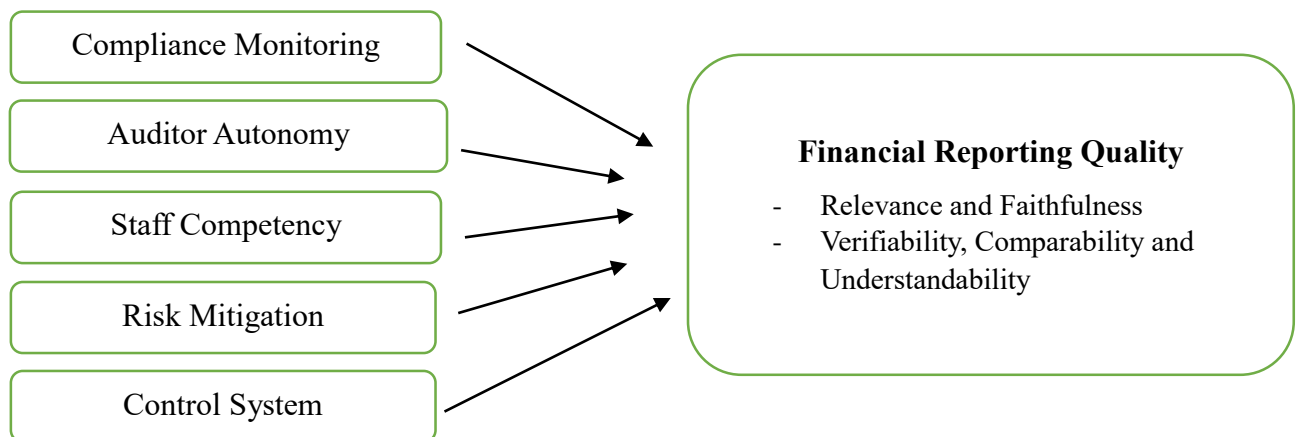 Compliance Monitoring
Auditor Autonomy
Staff Competency
Risk Mitigation
Control System
Financial Reporting Quality
- Relevance and Faithfulness
- Verifiability, Comparability and
Understandability